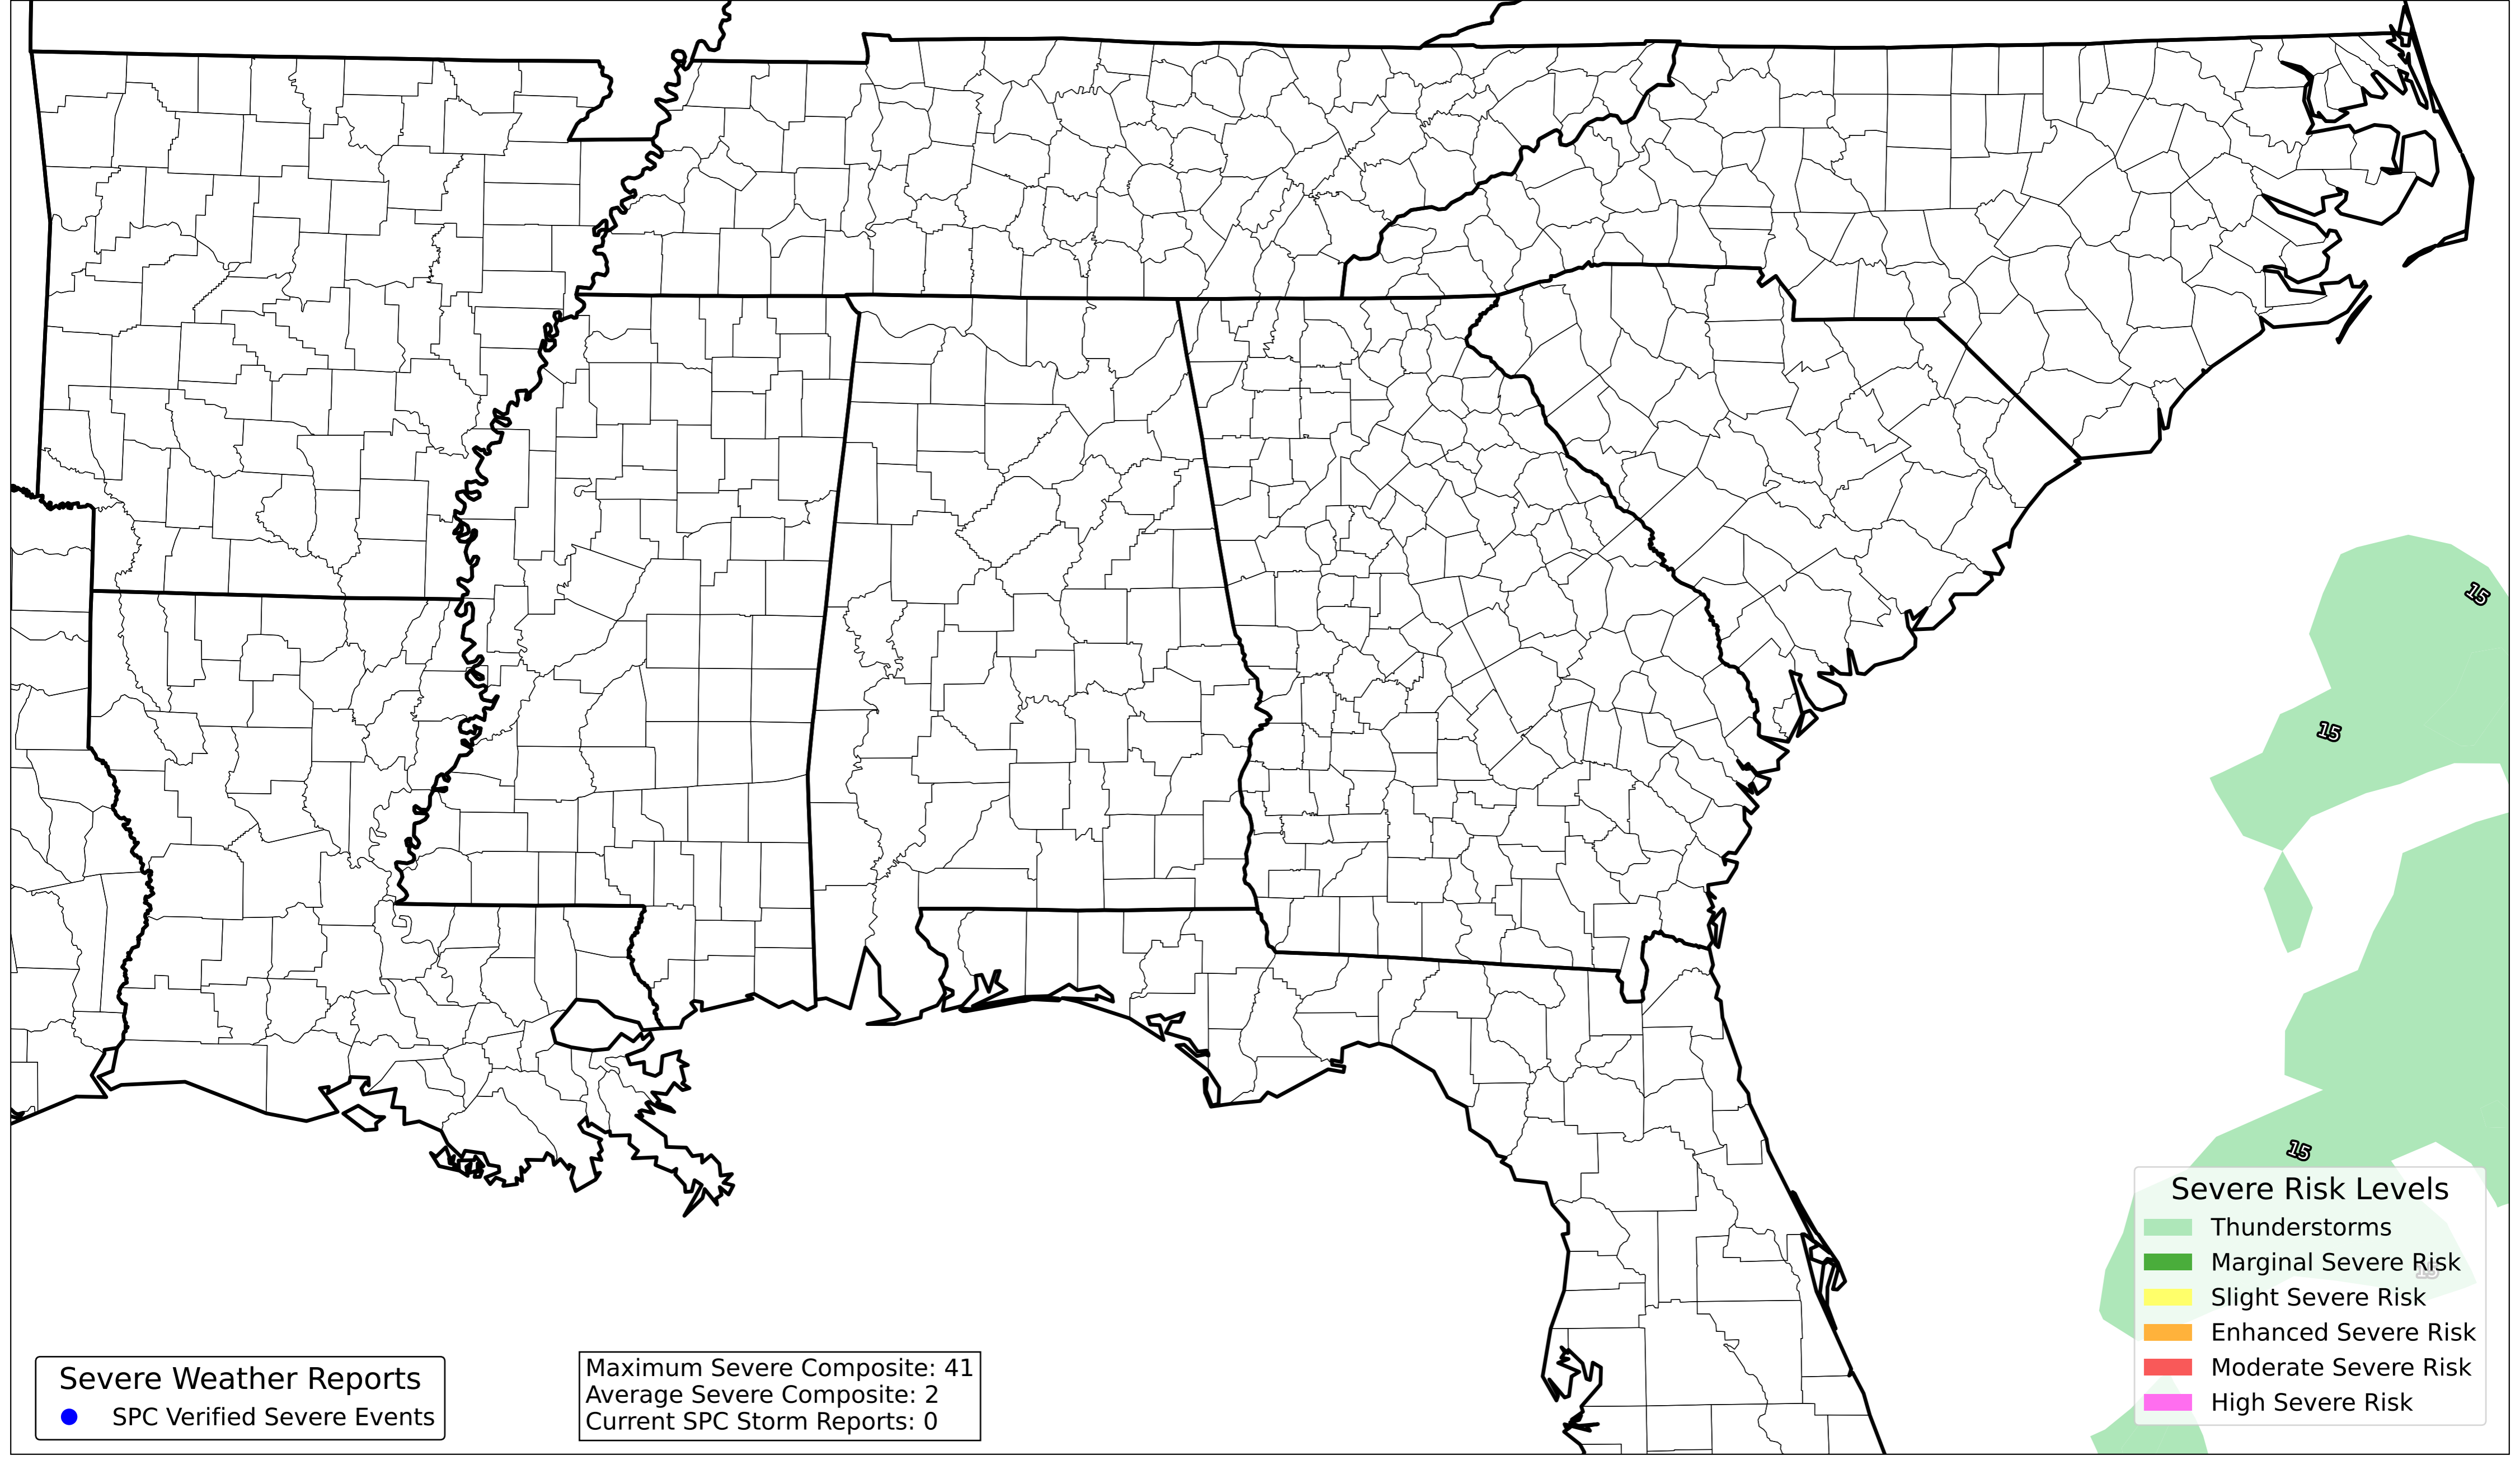 15
15
15
Severe Risk Levels
Thunderstorms
Marginal Severe Risk
15
Slight Severe Risk
Enhanced Severe Risk
Moderate Severe Risk
High Severe Risk
Severe Weather Reports
SPC Verified Severe Events
Maximum Severe Composite: 41
Average Severe Composite: 2
Current SPC Storm Reports: 0